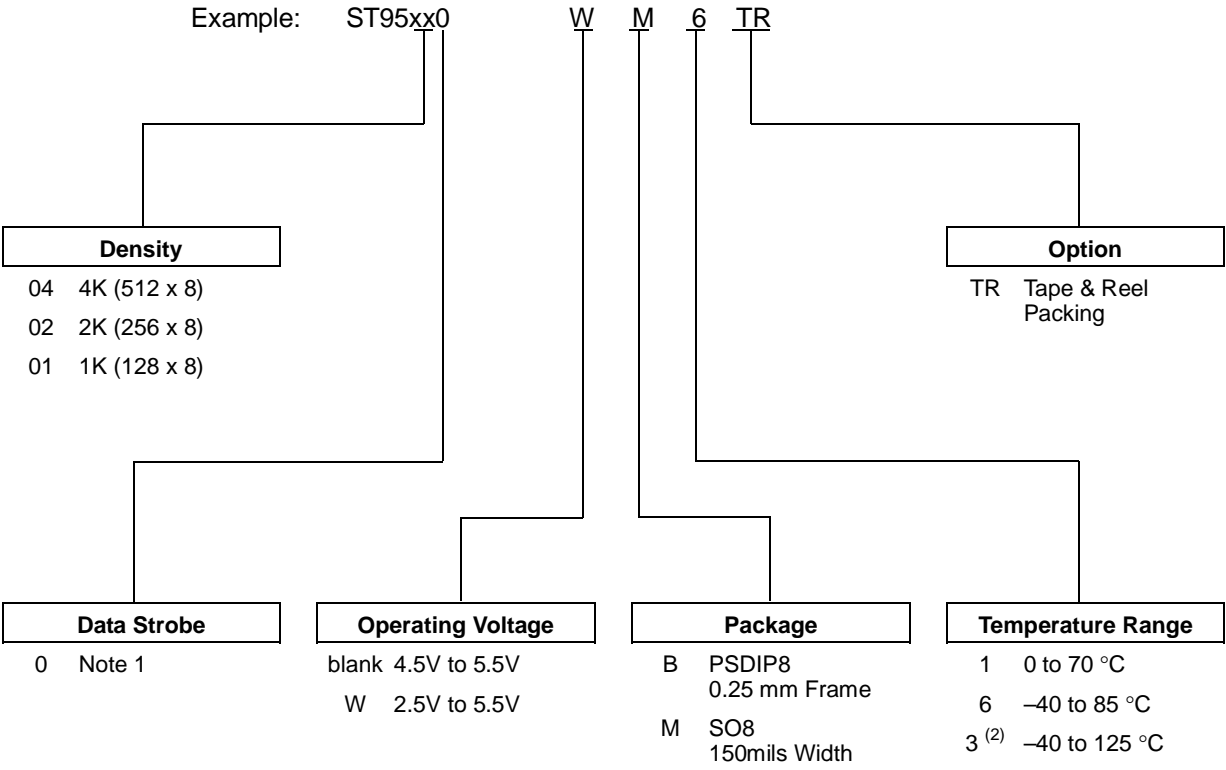 Example: ST95xx0 W M 6 TR
Density
04 4K (512 x 8)
02 2K (256 x 8)
01 1K (128 x 8)
Option
TR Tape & Reel
Packing
Data Strobe
0 Note 1
Operating Voltage
blank 4.5V to 5.5V
W 2.5V to 5.5V
Package
B PSDIP8
0.25 mm Frame
M SO8
150mils Width
Temperature Range
1 0 to 70 °C
6 –40 to 85 °C
3 (2) –40 to 125 °C